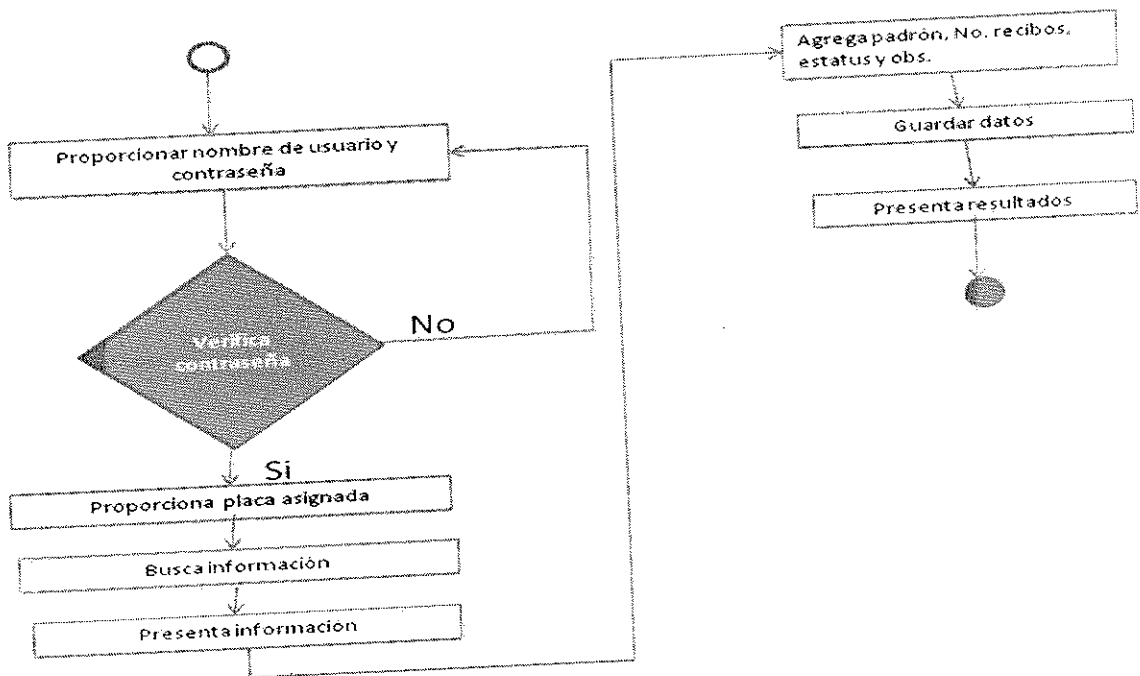 Proporcionar nombre de usuario y
contraseña
Verifica
contraseña
No
Si
Proporciona placa asignada
Busca información
Presenta información
Agrega padrón, No. recibos,
estatus y obs.
Guardar datos
Presenta resultados